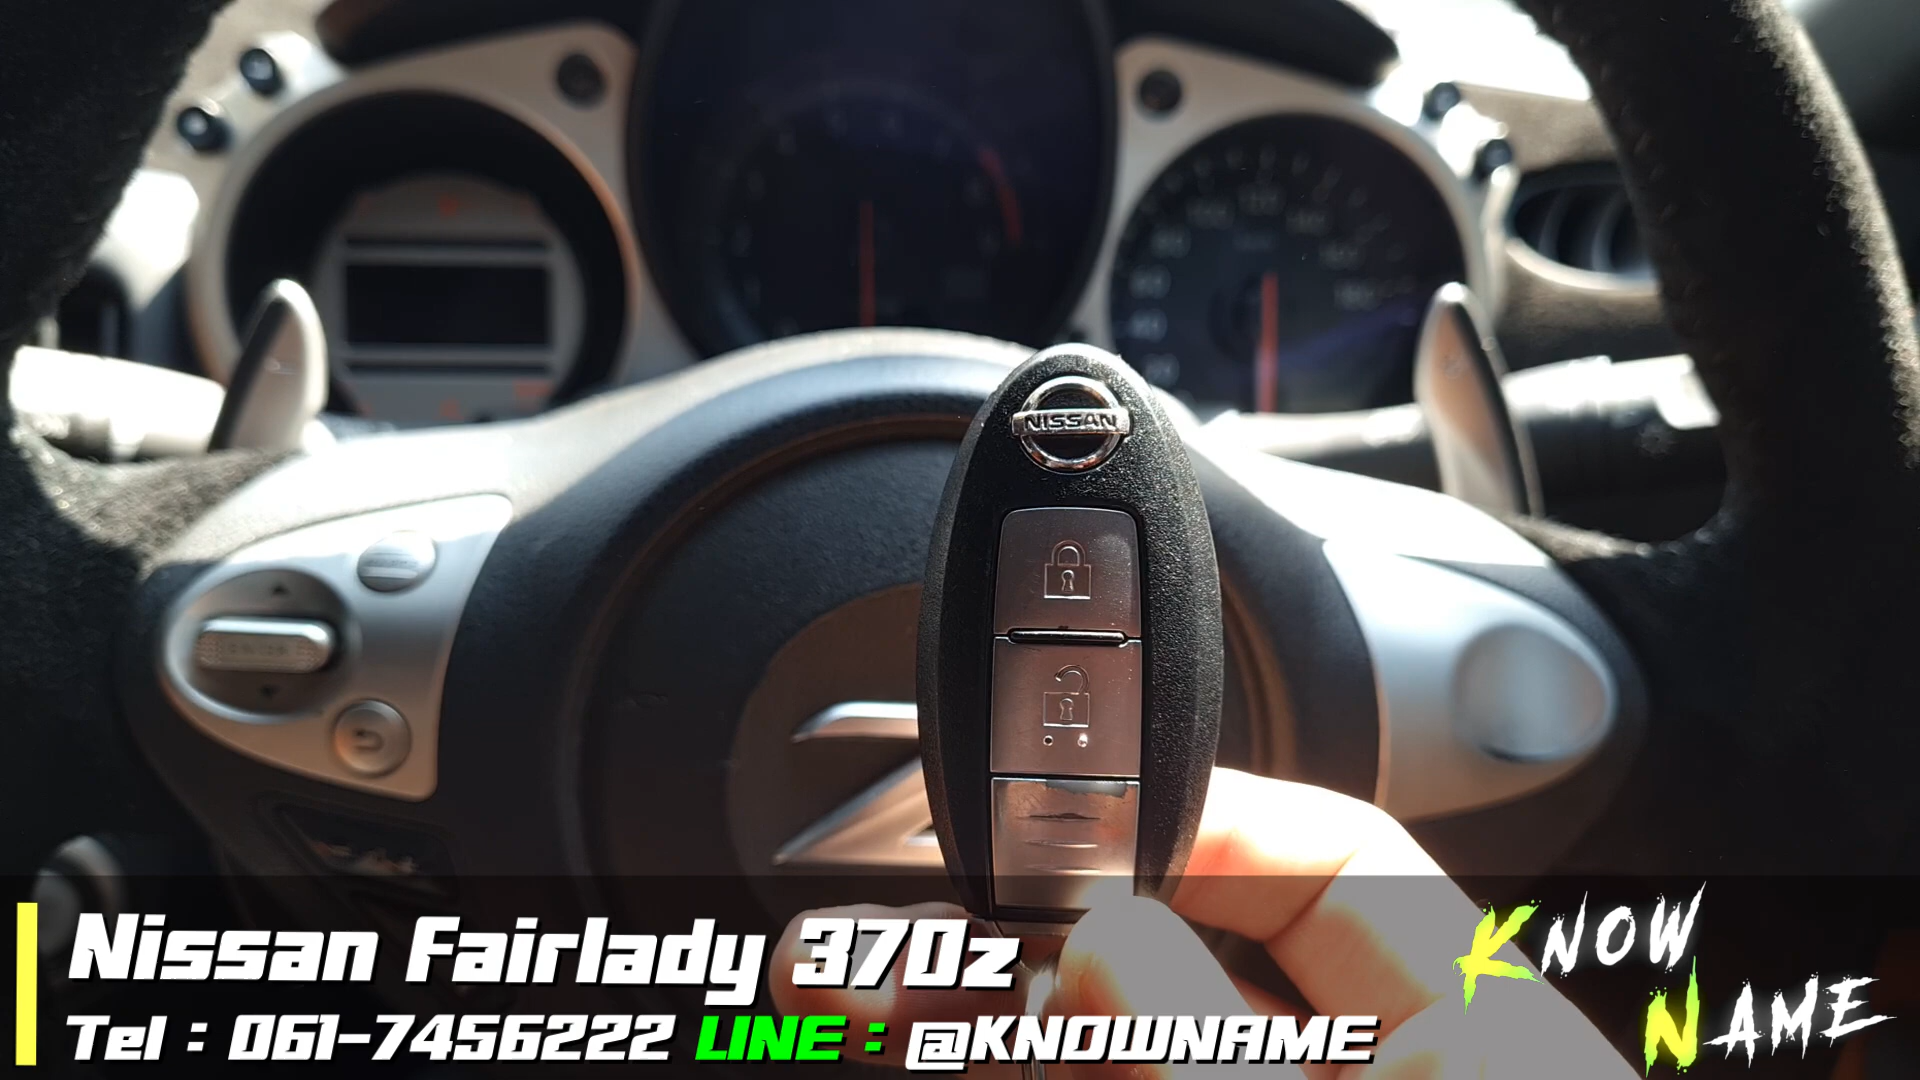 NISSAN
Nissan Fairlady 370z
Tel : 061-7456222 LINE : @KNOWNAME
KNOW
NAME